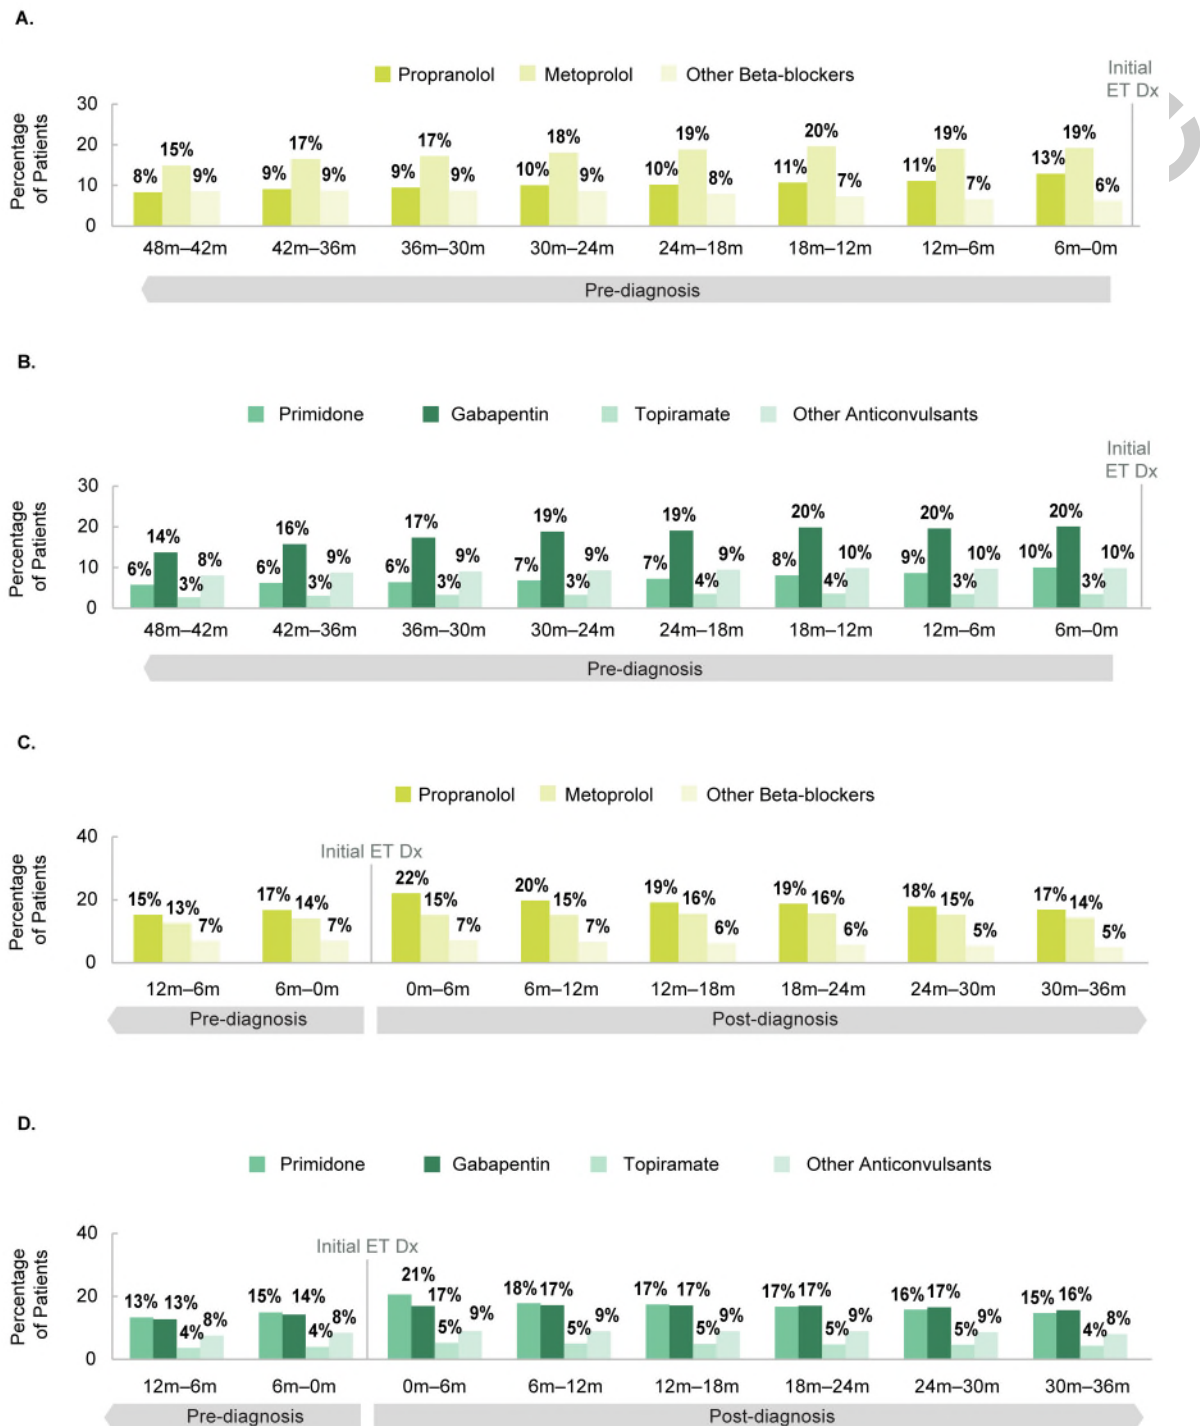 A.
Propranolol Metoprolol Other Beta-blockers
Initial
ET Dx
Percentage
of Patients
30
20
10
0
8% 15% 9% 9% 17% 9% 9% 17% 9% 10% 18% 9% 10% 19% 8% 11% 20% 7% 11% 19% 7% 13% 19% 6%
48m–42m 42m–36m 36m–30m 30m–24m 24m–18m 18m–12m 12m–6m 6m–0m
Pre-diagnosis
B.
Primidone Gabapentin Topiramate Other Anticonvulsants
Initial
ET Dx
Percentage
of Patients
30
20
10
0
6% 14% 3% 8% 6% 16% 3% 9% 6% 17% 3% 9% 7% 19% 3% 9% 7% 19% 4% 9% 8% 20% 4% 10% 9% 20% 3% 10% 10% 20% 3% 10%
48m–42m 42m–36m 36m–30m 30m–24m 24m–18m 18m–12m 12m–6m 6m–0m
Pre-diagnosis
C.
Propranolol Metoprolol Other Beta-blockers
Initial ET Dx
Percentage
of Patients
40
20
0
15% 13% 7% 17% 14% 7% 22% 15% 7% 20% 15% 7% 19% 16% 6% 19% 16% 6% 18% 15% 5% 17% 14% 5%
12m–6m 6m–0m 0m–6m 6m–12m 12m–18m 18m–24m 24m–30m 30m–36m
Pre-diagnosis Post-diagnosis
D.
Primidone Gabapentin Topiramate Other Anticonvulsants
Initial ET Dx
Percentage
of Patients
40
20
0
13% 13% 4% 8% 15% 14% 4% 8% 21% 17% 5% 9% 18% 17% 5% 9% 17% 17% 5% 9% 17% 17% 5% 9% 16% 17% 5% 9% 15% 16% 4% 8%
12m–6m 6m–0m 0m–6m 6m–12m 12m–18m 18m–24m 24m–30m 30m–36m
Pre-diagnosis Post-diagnosis